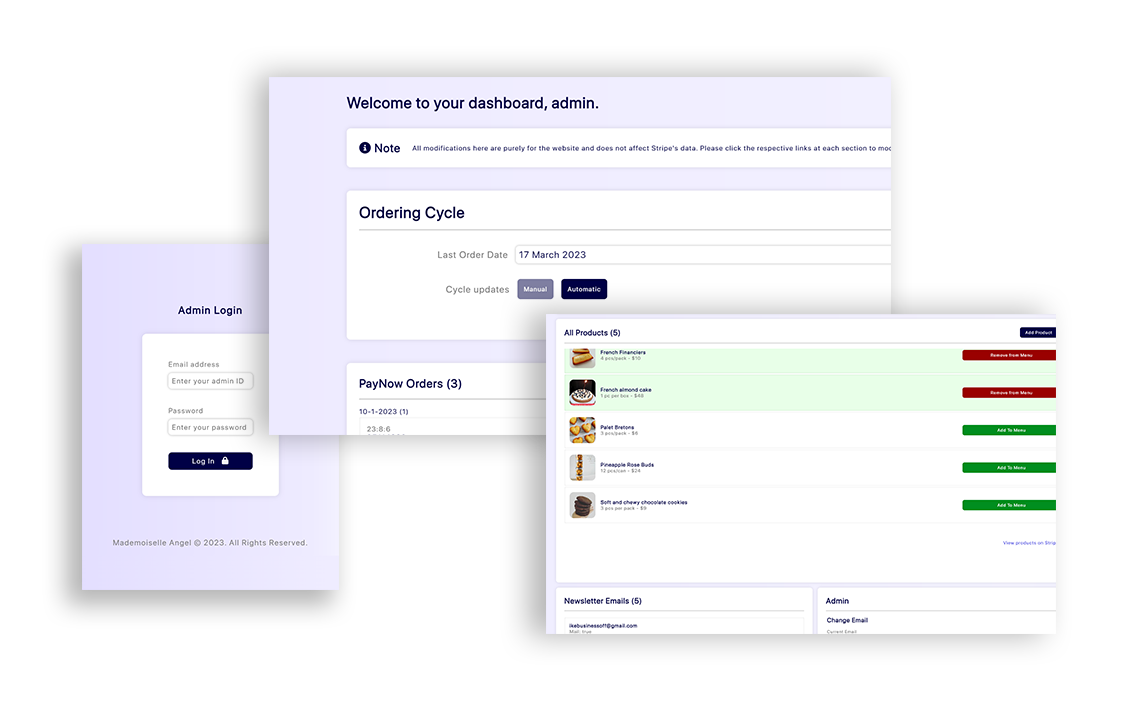 Welcome to your dashboard, admin.
Note
All modifications here are purely for the website and does not affect Stripe's data. Please click the respective links at each section to
Ordering Cycle
Last Order Date
17 March 2023
Cycle updates
Manual
Automatic
PayNow Orders (3)
10-1-2023 (1)
23:8:6
Admin Login
Email address
Enter your admin ID
Password
Enter your password
Log In
Mademoiselle Angel © 2023. All Rights Reserved.
All Products (5)
Add Product
French Financiers
4 pcs/pack - $10
Remove from Menu
French almond cake
1 pc per box - $48
Remove from Menu
Palet Bretons
3 pcs/pack - $6
Add To Menu
Pineapple Rose Buds
12 pcs/can - $24
Add To Menu
Soft and chewy chocolate cookies
3 pcs per pack - $9
Add To Menu
View products on
Newsletter Emails (5)
ikebusinessoff@gmail.com
Mail: true
Admin
Change Email
Current Email